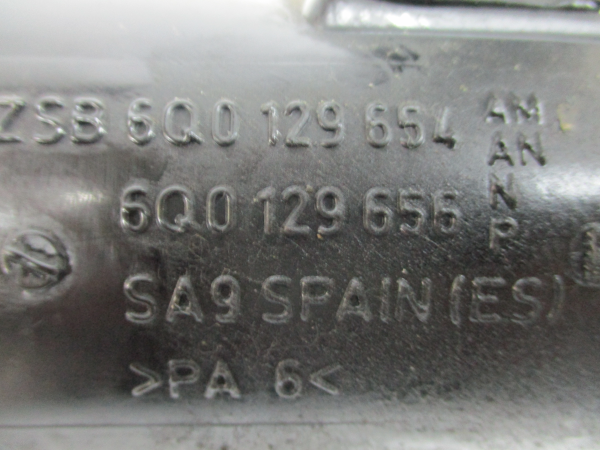 ZSB 6Q0 129 654 AM
AN
6Q0 129 656 N
P
SA9 SPAIN (ES)
>PA 6<